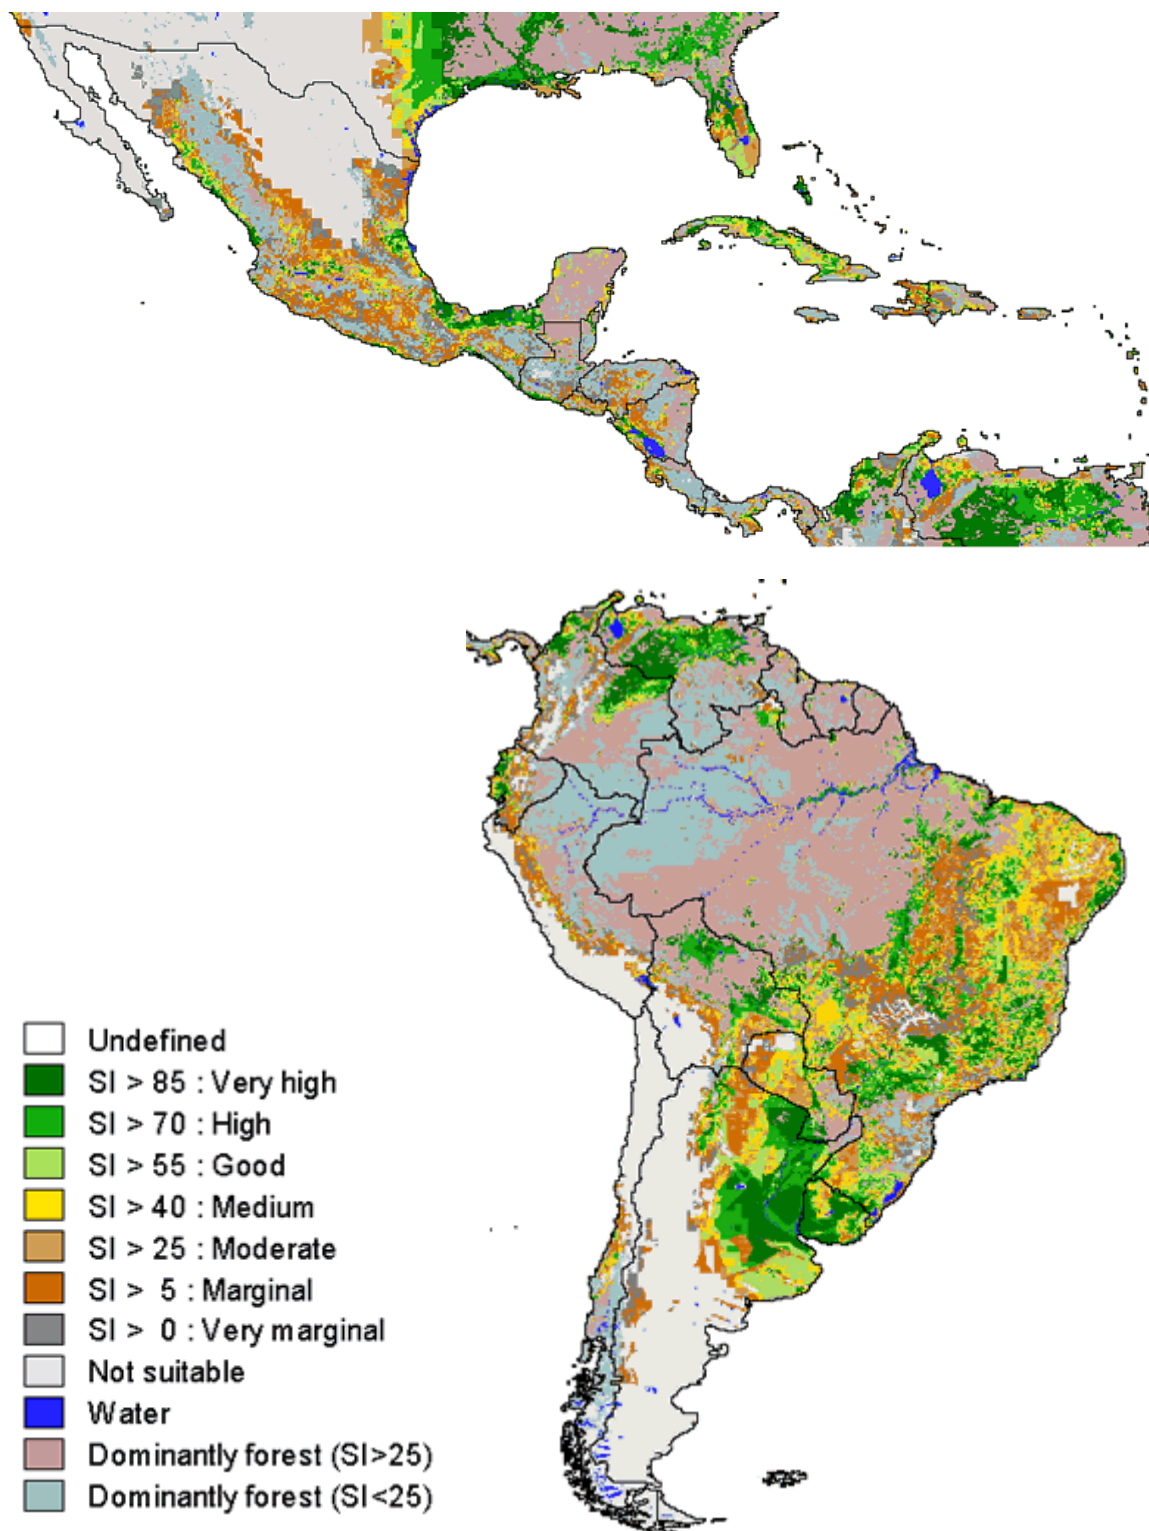 Undefined
SI > 85 : Very high
SI > 70 : High
SI > 55 : Good
SI > 40 : Medium
SI > 25 : Moderate
SI > 5 : Marginal
SI > 0 : Very marginal
Not suitable
Water
Dominantly forest (SI>25)
Dominantly forest (SI<25)